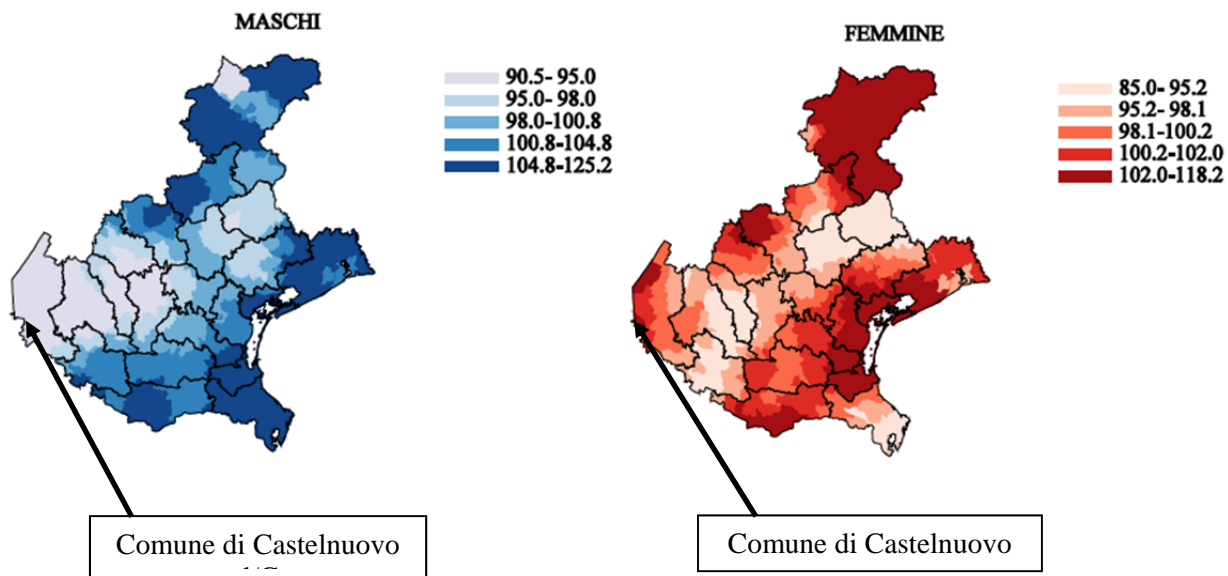 MASCHI
90.5- 95.0
95.0- 98.0
98.0-100.8
100.8-104.8
104.8-125.2
Comune di Castelnuovo
FEMMINE
85.0- 95.2
95.2- 98.1
98.1-100.2
100.2-102.0
102.0-118.2
Comune di Castelnuovo